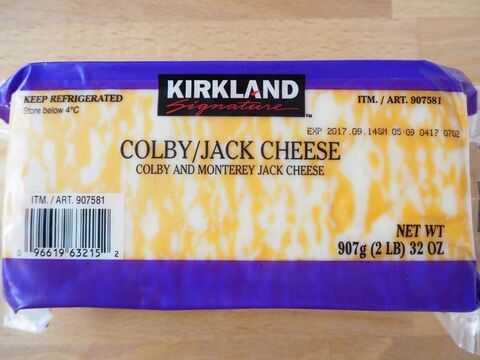 KIRKLAND
Signature™
KEEP REFRIGERATED
Store below 4°C
ITM. / ART. 907581
EXP 2017.09.14SM 05:09 0417 0702
COLBY/JACK CHEESE
COLBY AND MONTEREY JACK CHEESE
ITM. / ART. 907581
0 96619 63215 2
NET WT
907g (2 LB) 32 OZ